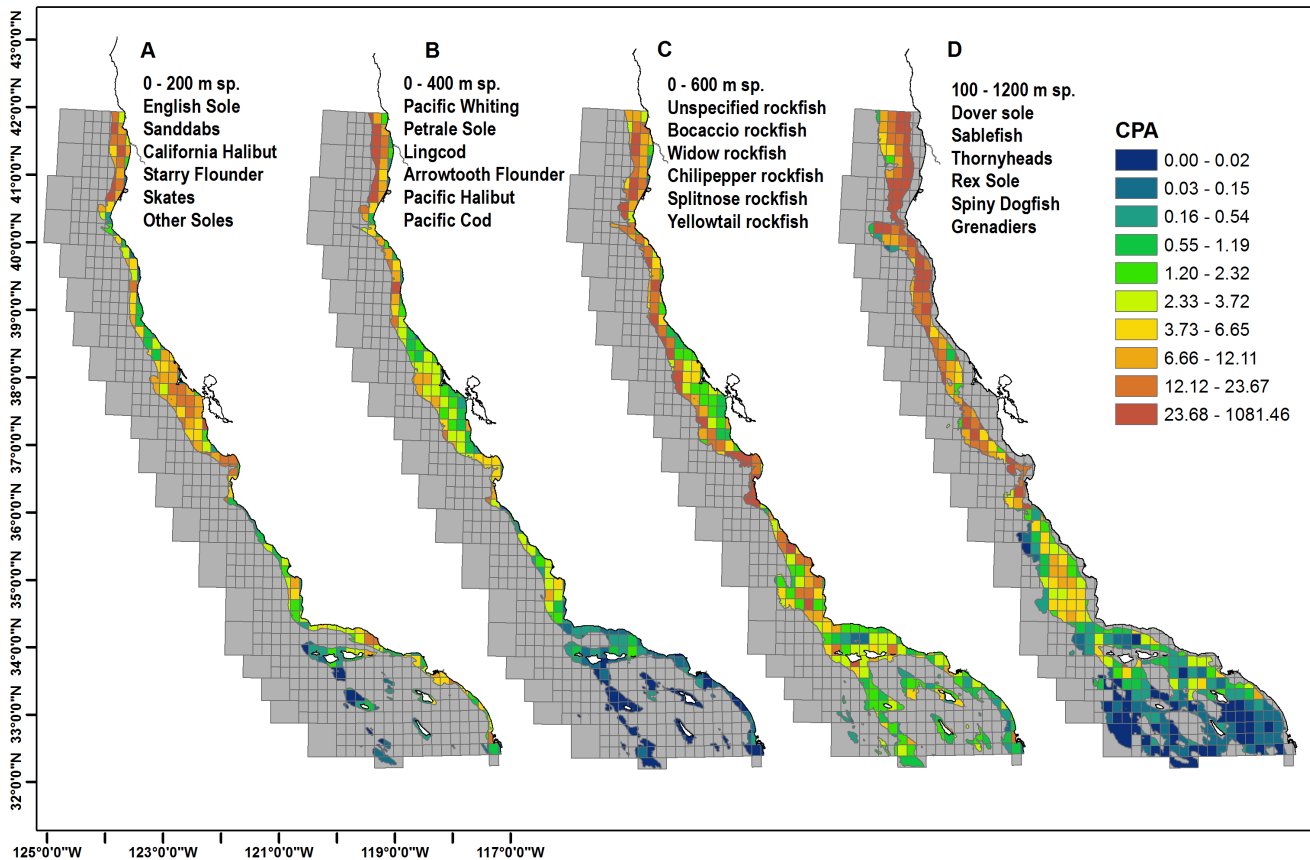 A
0 - 200 m sp.
English Sole
Sanddabs
California Halibut
Starry Flounder
Skates
Other Soles
B
0 - 400 m sp.
Pacific Whiting
Petrale Sole
Lingcod
Arrowtooth Flounder
Pacific Halibut
Pacific Cod
C
0 - 600 m sp.
Unspecified rockfish
Bocaccio rockfish
Widow rockfish
Chilipepper rockfish
Splitnose rockfish
Yellowtail rockfish
D
100 - 1200 m sp.
Dover sole
Sablefish
Thornyheads
Rex Sole
Spiny Dogfish
Grenadiers
CPA
0.00 - 0.02
0.03 - 0.15
0.16 - 0.54
0.55 - 1.19
1.20 - 2.32
2.33 - 3.72
3.73 - 6.65
6.66 - 12.11
12.12 - 23.67
23.68 - 1081.46
43°0'0"N
42°0'0"N
41°0'0"N
40°0'0"N
39°0'0"N
38°0'0"N
37°0'0"N
36°0'0"N
35°0'0"N
34°0'0"N
33°0'0"N
32°0'0"N
125°0'0"W
123°0'0"W
121°0'0"W
119°0'0"W
117°0'0"W